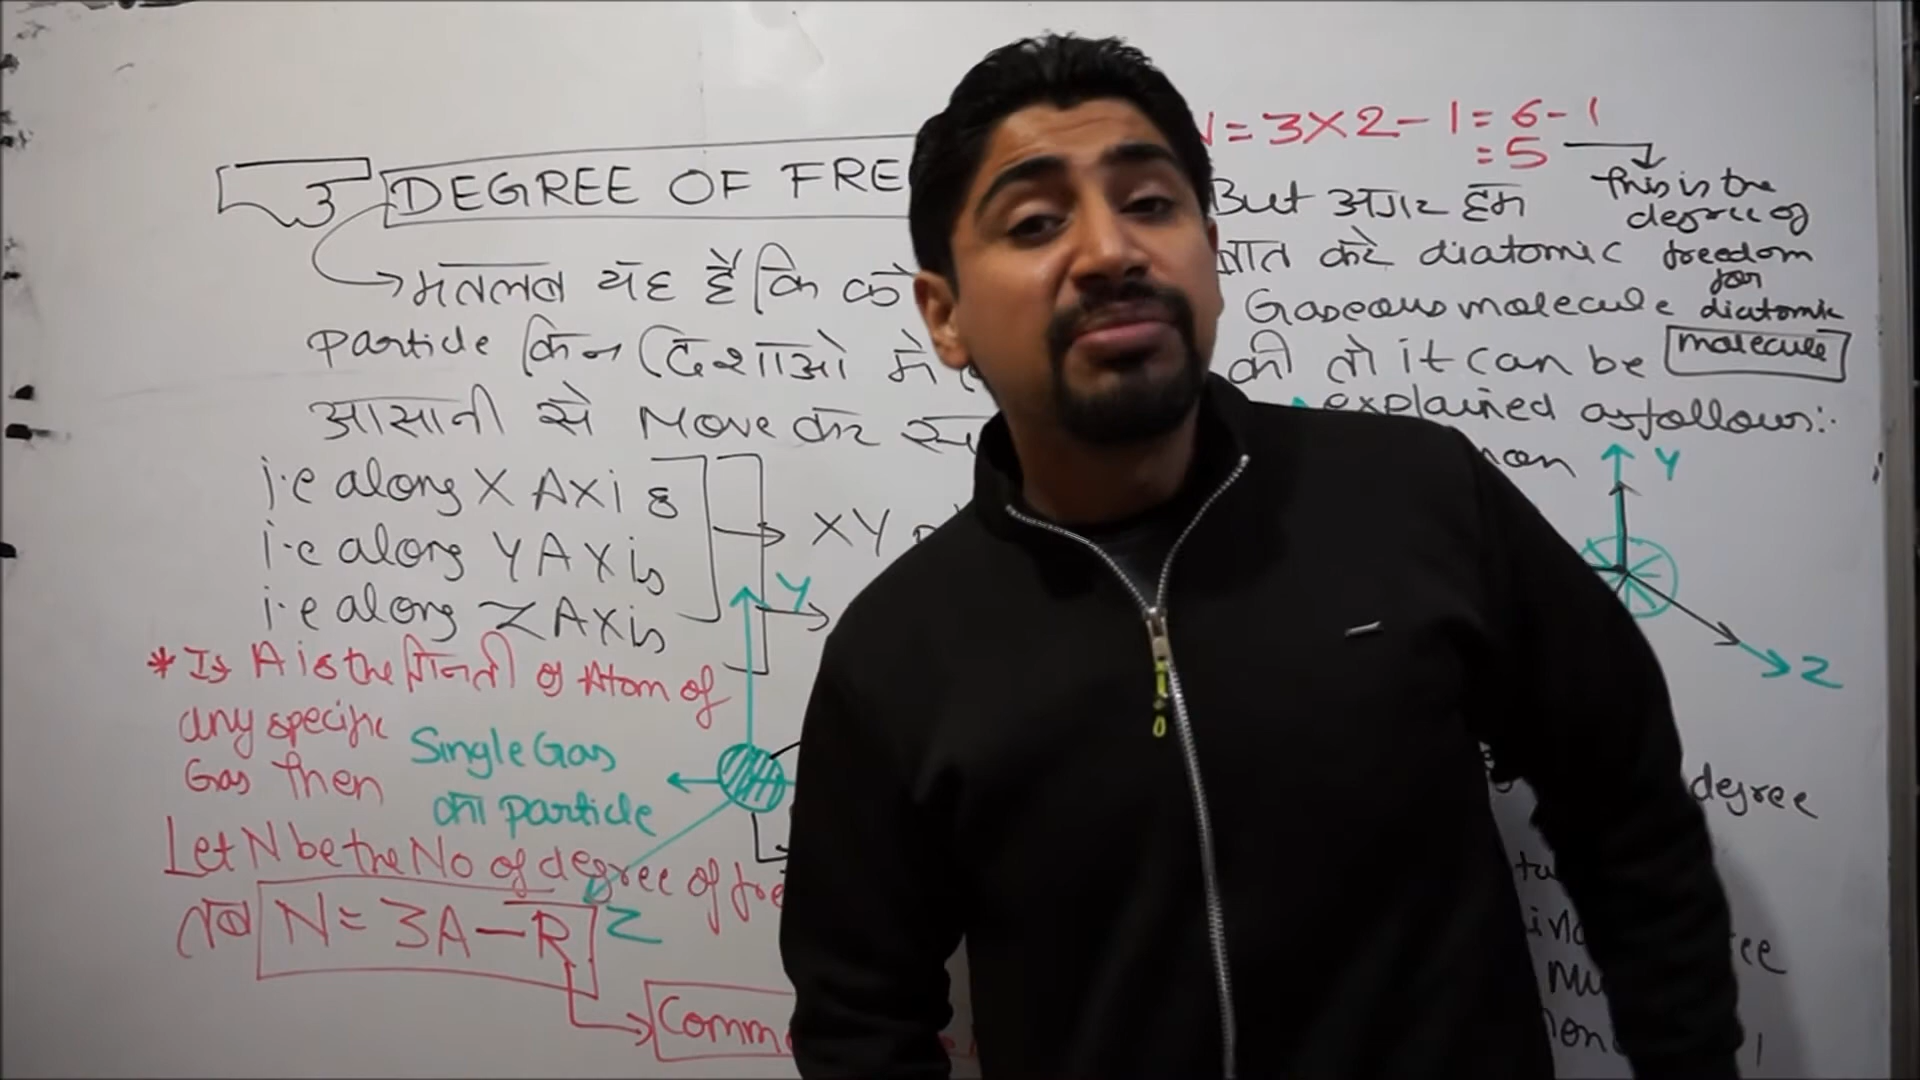 DEGREE OF FRE
मतलब यह है कि
Particle किन दिशाओ मे
आसानी से Move कर
i.e along X AXiS
i.e along Y AXis
i.e along Z AXis
XY
Y
* If A is the गिनती of Atom of
any specific
Gas Then
Single Gas
का particle
Let N be the No of degree of fre
तब N = 3A - R
Z
Comm
N = 3X2 - 1 = 6 - 1
= 5
This is the
degree of
freedom
for
diatomic
molecule
But अगर हम
बात करे diatomic
Gaseous molecule
की तो it can be
explained as follows:-
Y
Z
degree